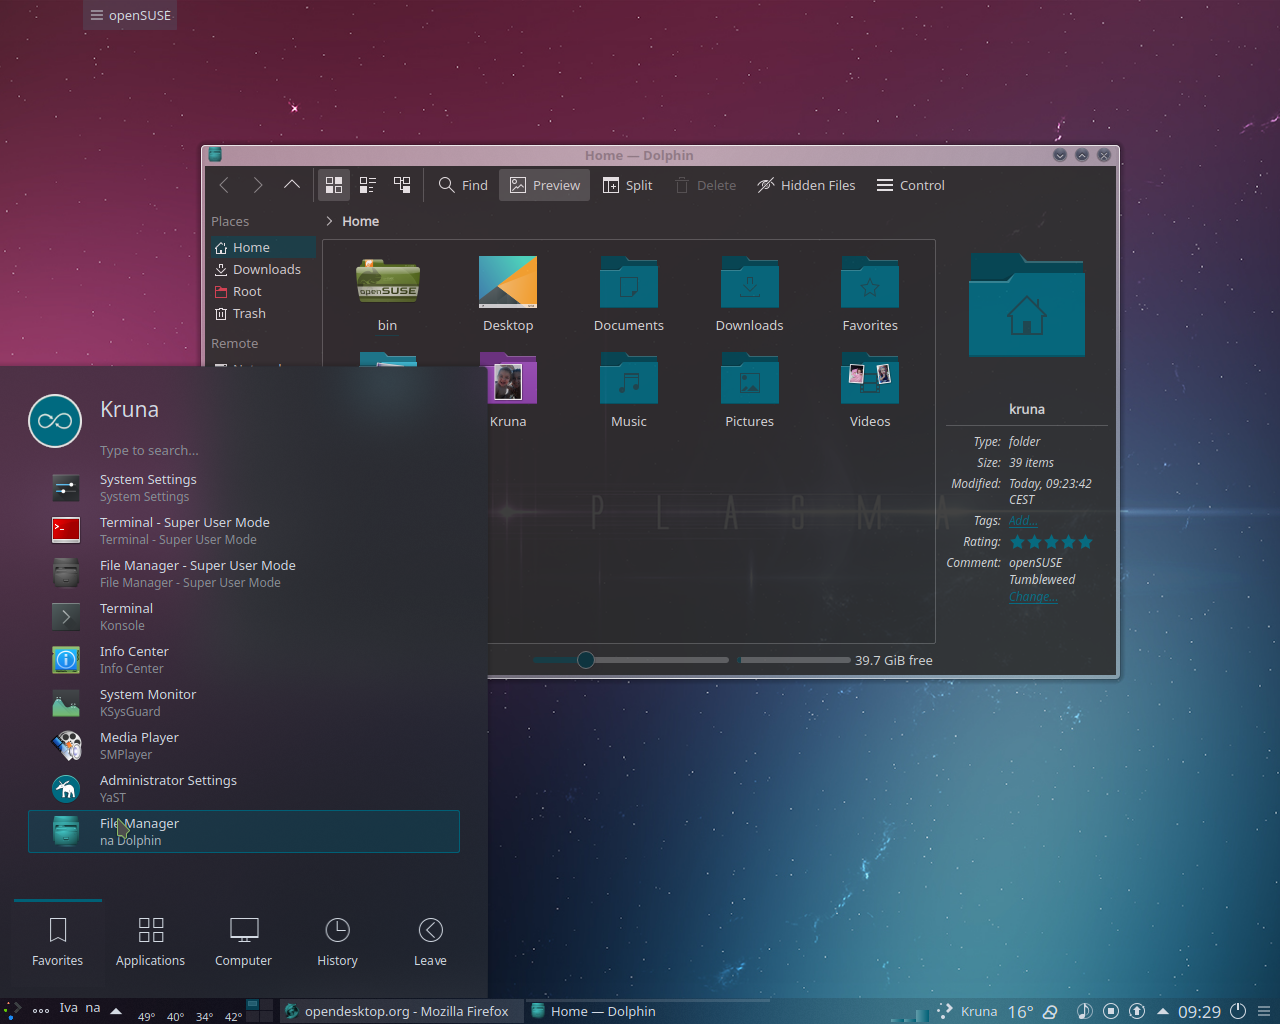 openSUSE
Home — Dolphin
Find
Preview
Split
Delete
Hidden Files
Control
Places
Home
Downloads
Root
Trash
Remote
Home
openSUSE
bin
Desktop
Documents
Downloads
Favorites
Kruna
Music
Pictures
Videos
PLASMA
39.7 GiB free
kruna
Type: folder
Size: 39 items
Modified: Today, 09:23:42
CEST
Tags: Add...
Rating:
Comment: openSUSE
Tumbleweed
Change...
Kruna
Type to search...
System Settings
System Settings
Terminal - Super User Mode
Terminal - Super User Mode
File Manager - Super User Mode
File Manager - Super User Mode
Terminal
Konsole
Info Center
Info Center
System Monitor
KSysGuard
Media Player
SMPlayer
Administrator Settings
YaST
File Manager
na Dolphin
Favorites
Applications
Computer
History
Leave
Iva na
49° 40° 34° 42°
opendesktop.org - Mozilla Firefox
Home — Dolphin
Kruna
16°
09:29